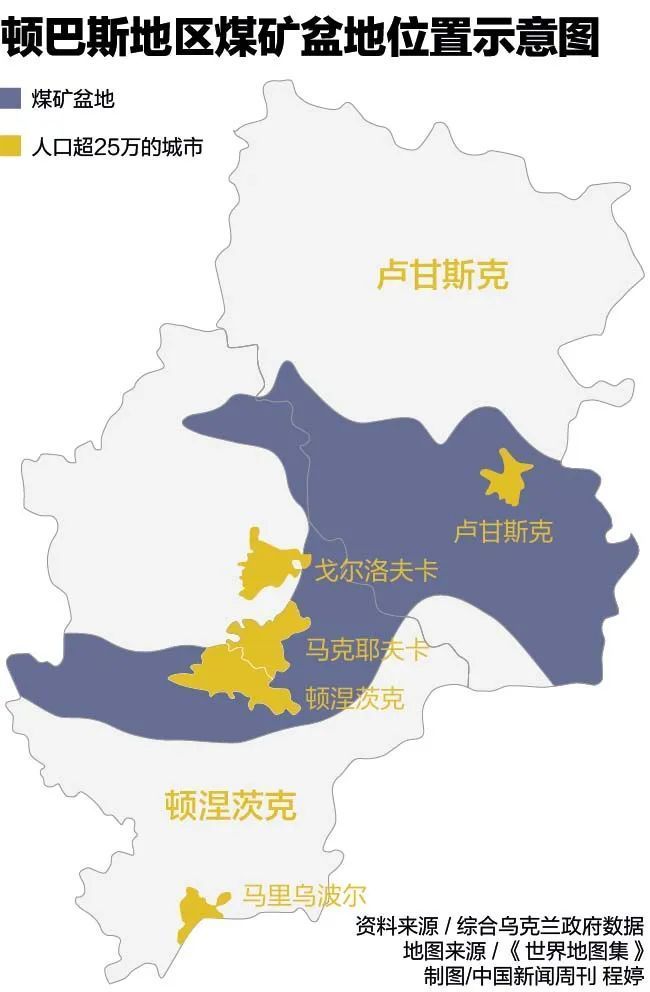 顿巴斯地区煤矿盆地位置示意图
煤矿盆地
人口超25万的城市
卢甘斯克
卢甘斯克
戈尔洛夫卡
马克耶夫卡
顿涅茨克
顿涅茨克
马里乌波尔
资料来源 / 综合乌克兰政府数据
地图来源 / 《 世界地图集 》
制图/中国新闻周刊 程婷